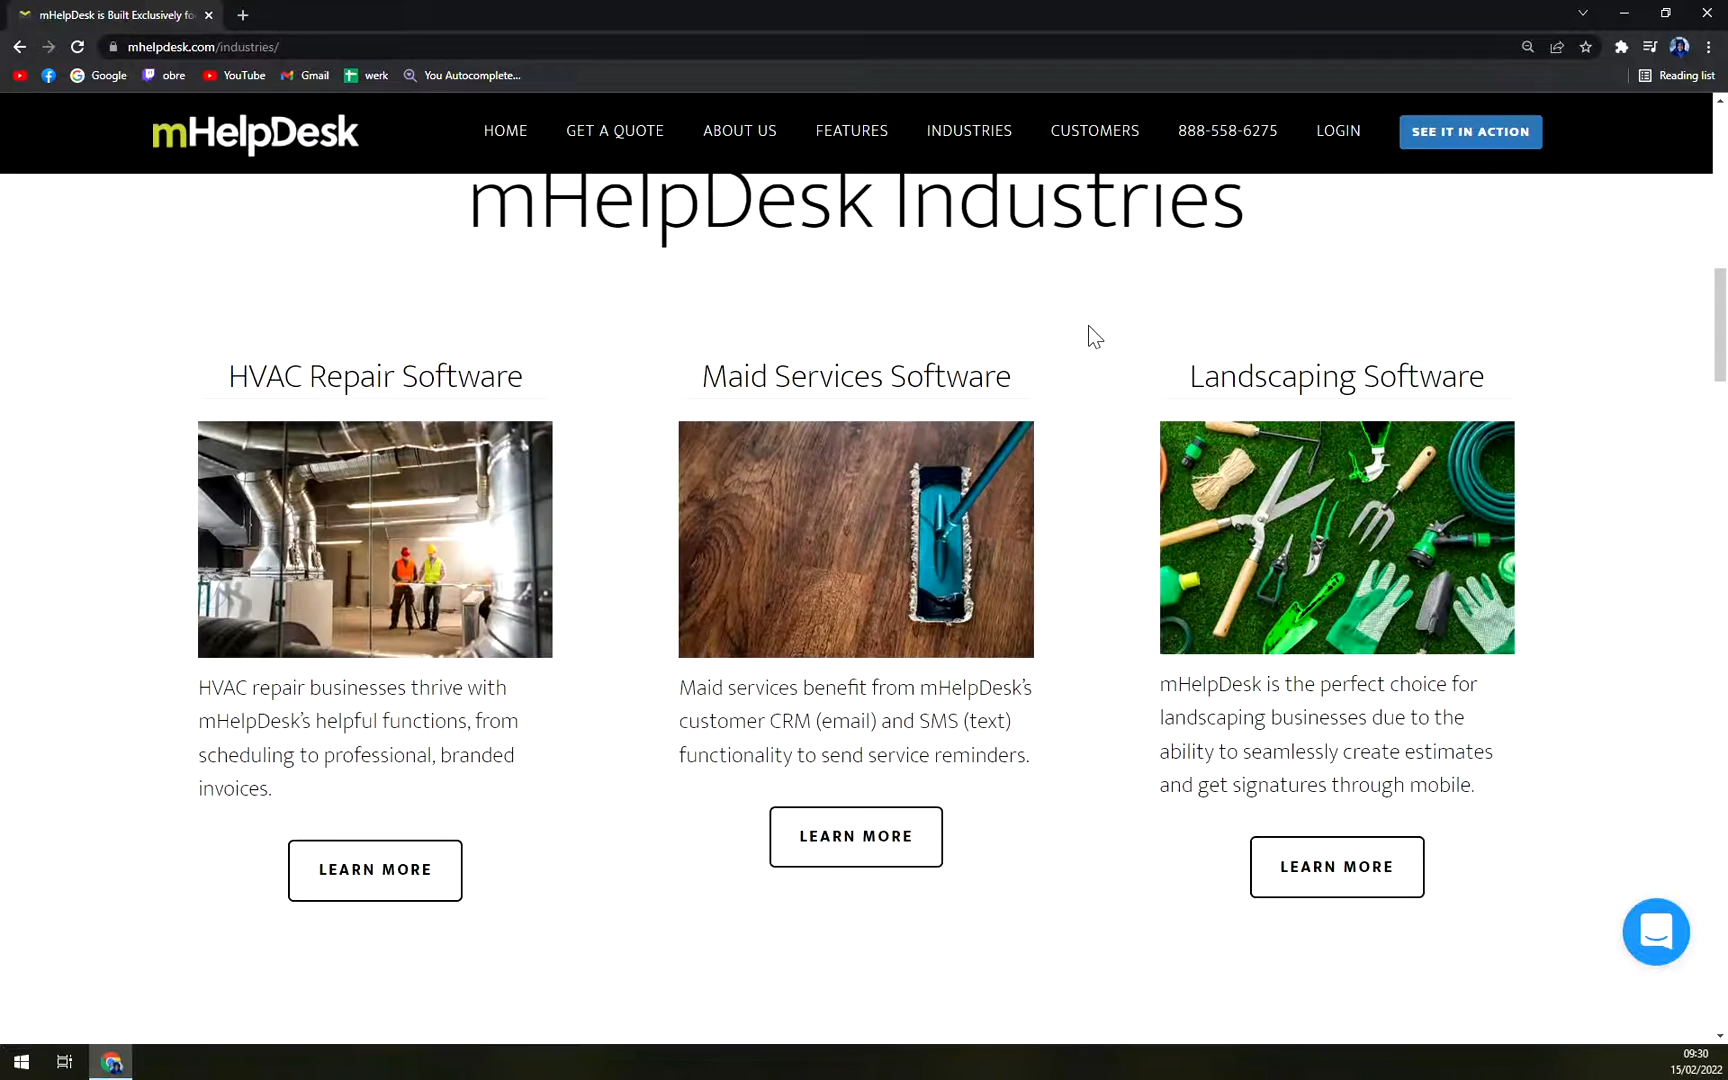 mHelpDesk is Built Exclusively fo
mhelpdesk.com/industries/
Google
obre
YouTube
Gmail
werk
You Autocomplete...
Reading list
mHelpDesk
HOME
GET A QUOTE
ABOUT US
FEATURES
INDUSTRIES
CUSTOMERS
888-558-6275
LOGIN
SEE IT IN ACTION
mHelpDesk Industries
HVAC Repair Software
HVAC repair businesses thrive with
mHelpDesk’s helpful functions, from
scheduling to professional, branded
invoices.
LEARN MORE
Maid Services Software
Maid services benefit from mHelpDesk’s
customer CRM (email) and SMS (text)
functionality to send service reminders.
LEARN MORE
Landscaping Software
mHelpDesk is the perfect choice for
landscaping businesses due to the
ability to seamlessly create estimates
and get signatures through mobile.
LEARN MORE
09:30
15/02/2022